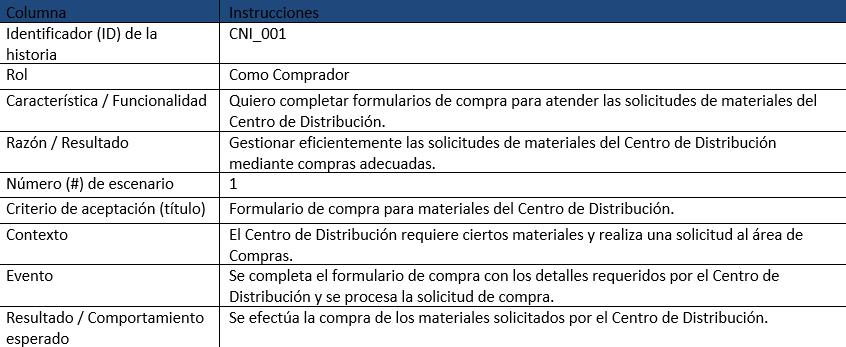 Columna
Instrucciones
Identificador (ID) de la
historia
CNI_001
Rol
Como Comprador
Característica / Funcionalidad
Quiero completar formularios de compra para atender las solicitudes de materiales del
Centro de Distribución.
Razón / Resultado
Gestionar eficientemente las solicitudes de materiales del Centro de Distribución
mediante compras adecuadas.
Número (#) de escenario
1
Criterio de aceptación (título)
Formulario de compra para materiales del Centro de Distribución.
Contexto
El Centro de Distribución requiere ciertos materiales y realiza una solicitud al área de
Compras.
Evento
Se completa el formulario de compra con los detalles requeridos por el Centro de
Distribución y se procesa la solicitud de compra.
Resultado / Comportamiento
esperado
Se efectúa la compra de los materiales solicitados por el Centro de Distribución.